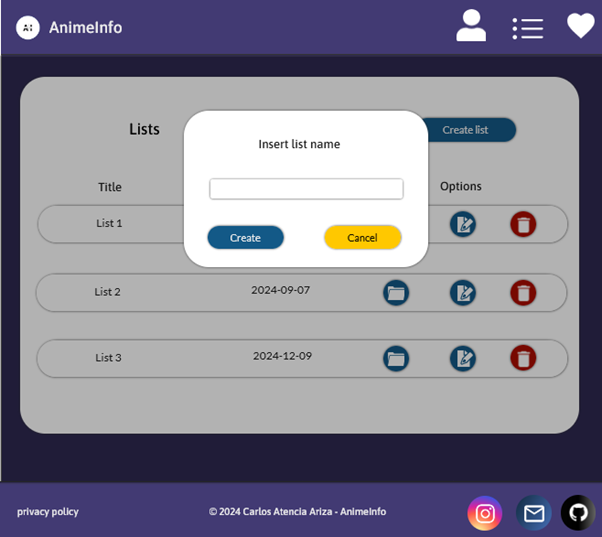 Ai AnimeInfo
Lists
Create list
Insert list name
Title
Options
List 1
Create
Cancel
List 2
2024-09-07
List 3
2024-12-09
privacy policy
© 2024 Carlos Atencia Ariza - AnimeInfo